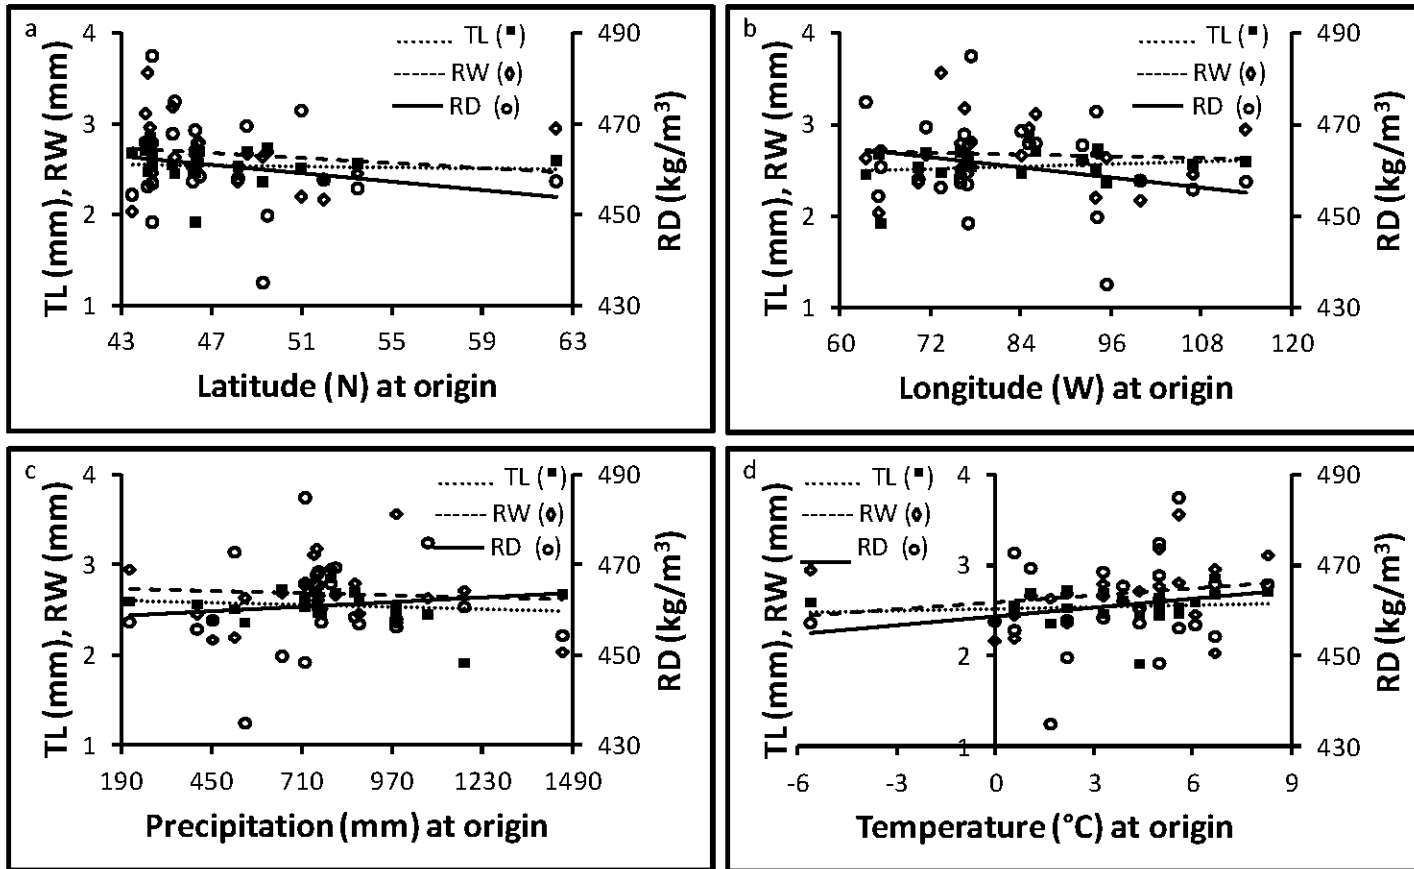 a
4
3
2
1
TL (mm), RW (mm)
TL (■)
RW (◊)
RD (o)
490
470
450
430
RD (kg/m³)
43 47 51 55 59 63
Latitude (N) at origin
b
4
3
2
1
TL (mm), RW (mm)
TL (■)
RW (◊)
RD (o)
490
470
450
430
RD (kg/m³)
60 72 84 96 108 120
Longitude (W) at origin
c
4
3
2
1
TL (mm), RW (mm)
TL (■)
RW (◊)
RD (o)
490
470
450
430
RD (kg/m³)
190 450 710 970 1230 1490
Precipitation (mm) at origin
d
4
3
2
1
TL (mm), RW (mm)
TL (■)
RW (◊)
RD (o)
490
470
450
430
RD (kg/m³)
-6 -3 0 3 6 9
Temperature (°C) at origin